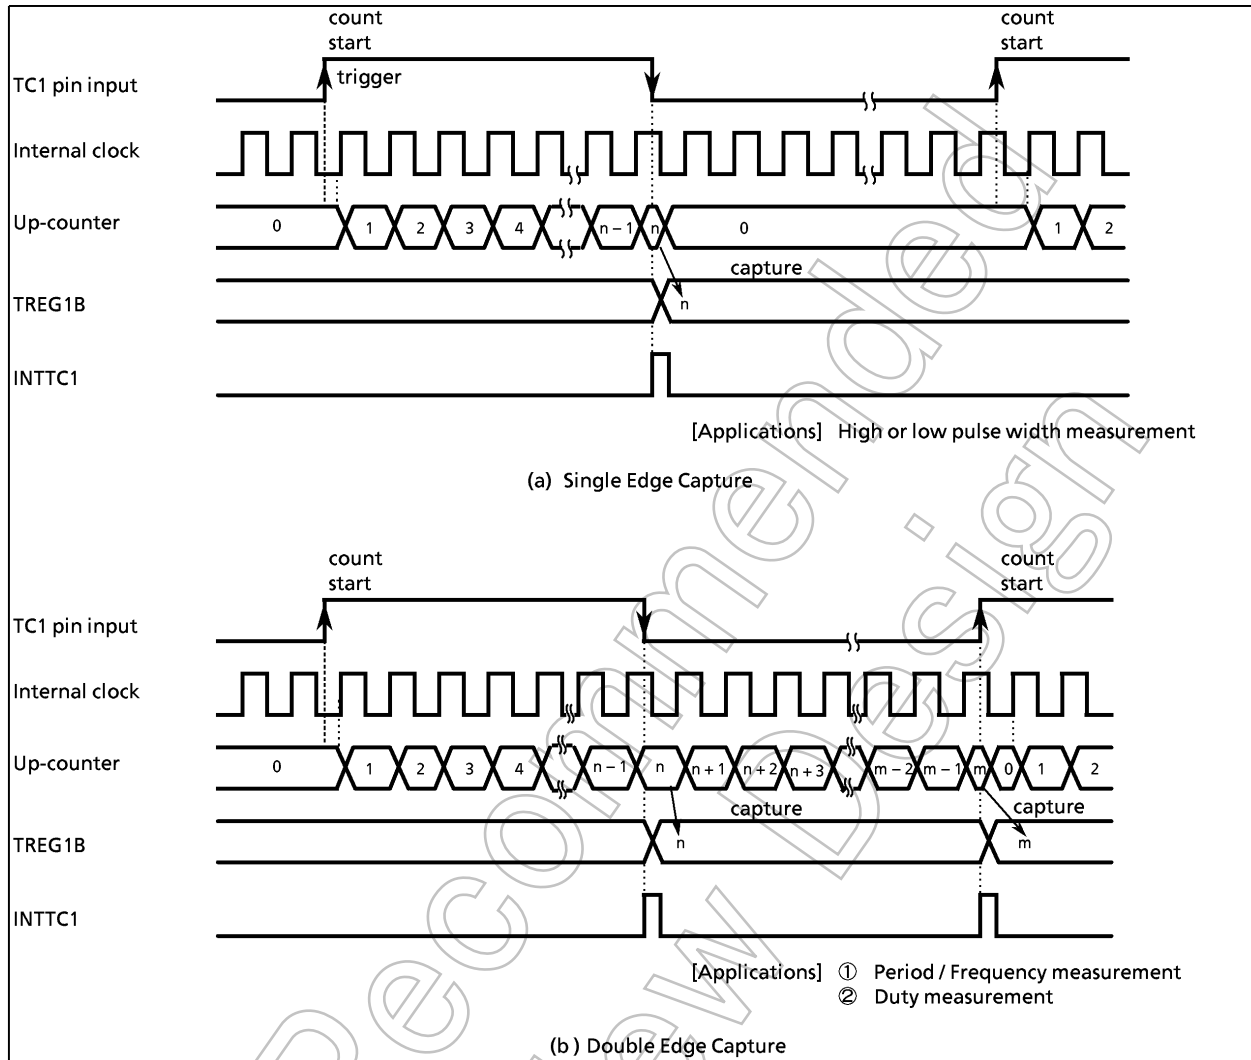 count
start
count
start
TC1 pin input
trigger
Internal clock
Up-counter
0 1 2 3 4 n – 1 n 0 1 2
capture
TREG1B
n
INTTC1
[Applications] High or low pulse width measurement
(a) Single Edge Capture
count
start
count
start
TC1 pin input
Internal clock
Up-counter
0 1 2 3 4 n – 1 n n + 1 n + 2 n + 3 m – 2 m – 1 m 0 1 2
capture
capture
TREG1B
n
m
INTTC1
[Applications] ① Period / Frequency measurement
② Duty measurement
(b) Double Edge Capture
Recommended
Design